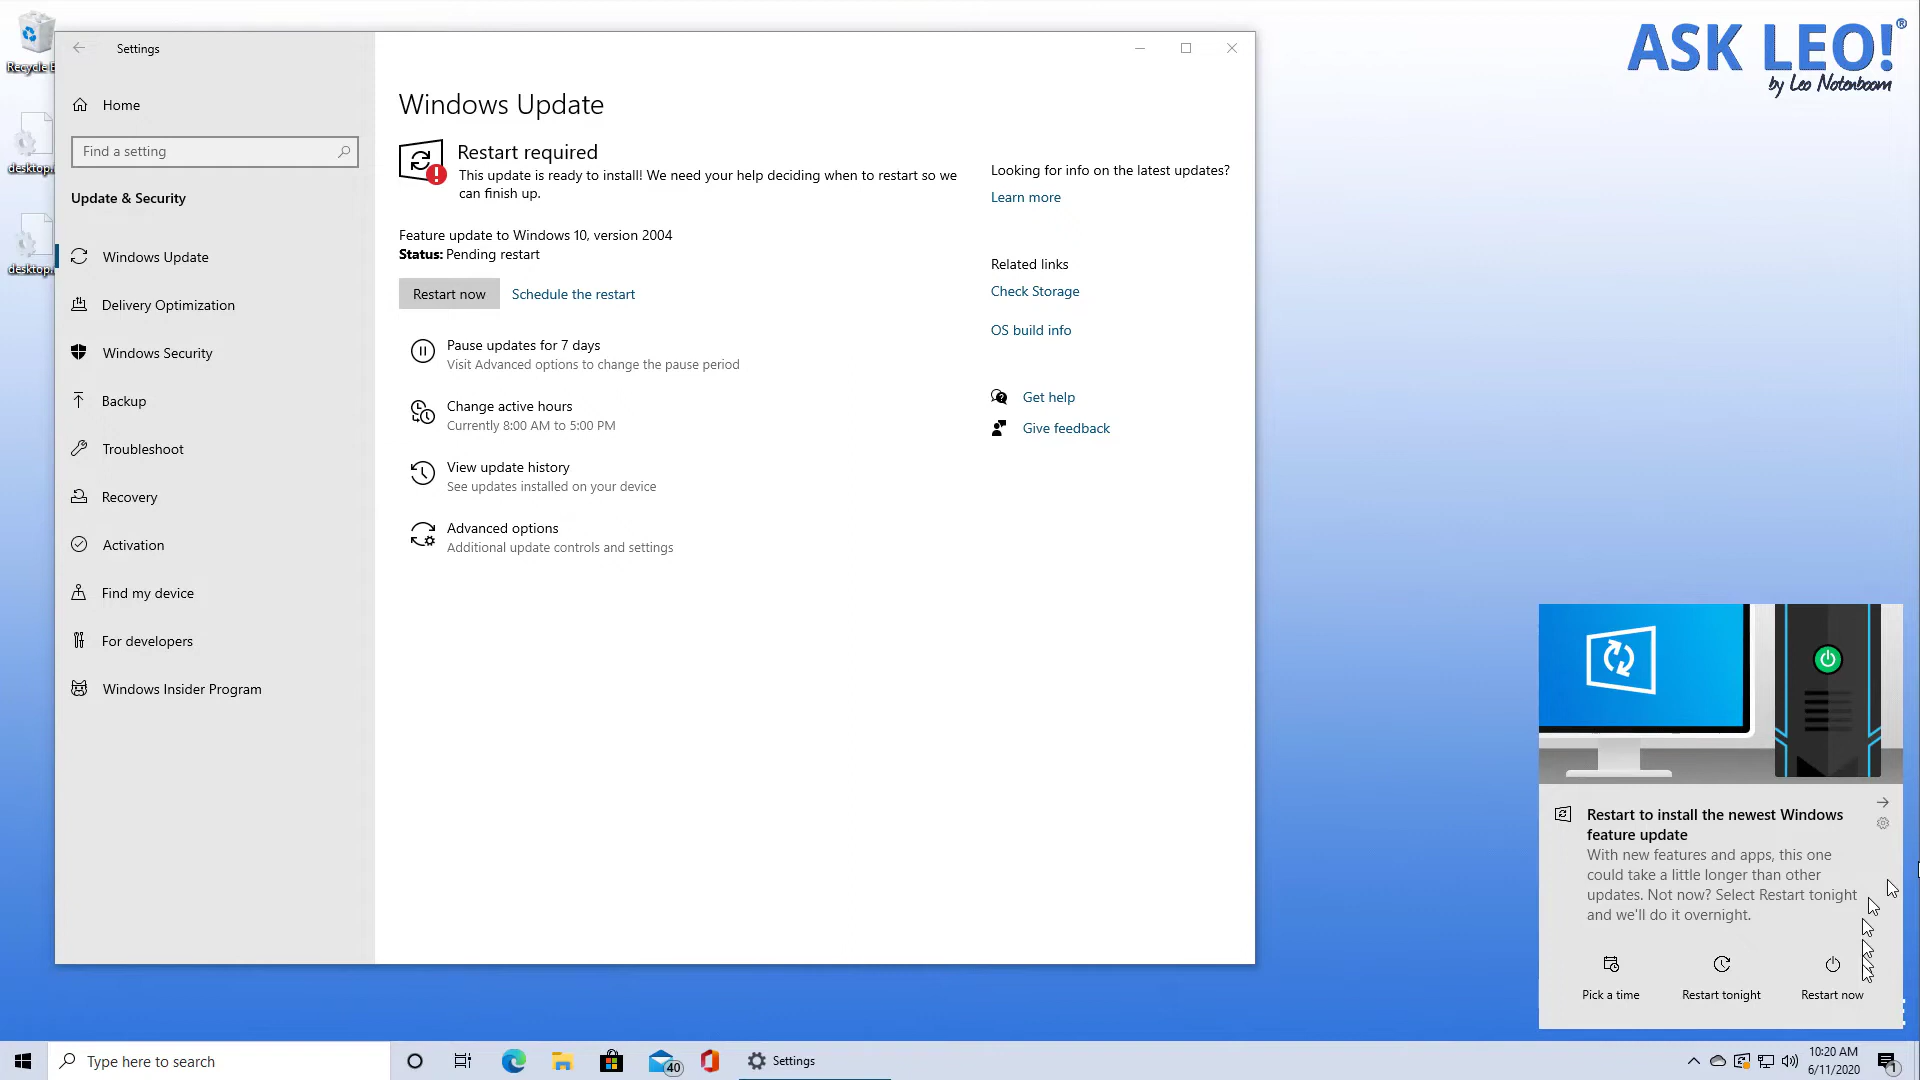 Recycle B
desktop.
desktop.
Settings
Home
Find a setting
Update & Security
Windows Update
Delivery Optimization
Windows Security
Backup
Troubleshoot
Recovery
Activation
Find my device
For developers
Windows Insider Program
Windows Update
Restart required
This update is ready to install! We need your help deciding when to restart so we
can finish up.
Feature update to Windows 10, version 2004
Status: Pending restart
Restart now Schedule the restart
Pause updates for 7 days
Visit Advanced options to change the pause period
Change active hours
Currently 8:00 AM to 5:00 PM
View update history
See updates installed on your device
Advanced options
Additional update controls and settings
Looking for info on the latest updates?
Learn more
Related links
Check Storage
OS build info
Get help
Give feedback
ASK LEO!®
by Leo Notenboom
Restart to install the newest Windows
feature update
With new features and apps, this one
could take a little longer than other
updates. Not now? Select Restart tonight
and we'll do it overnight.
Pick a time Restart tonight Restart now
Type here to search
40
Settings
10:20 AM
6/11/2020
1